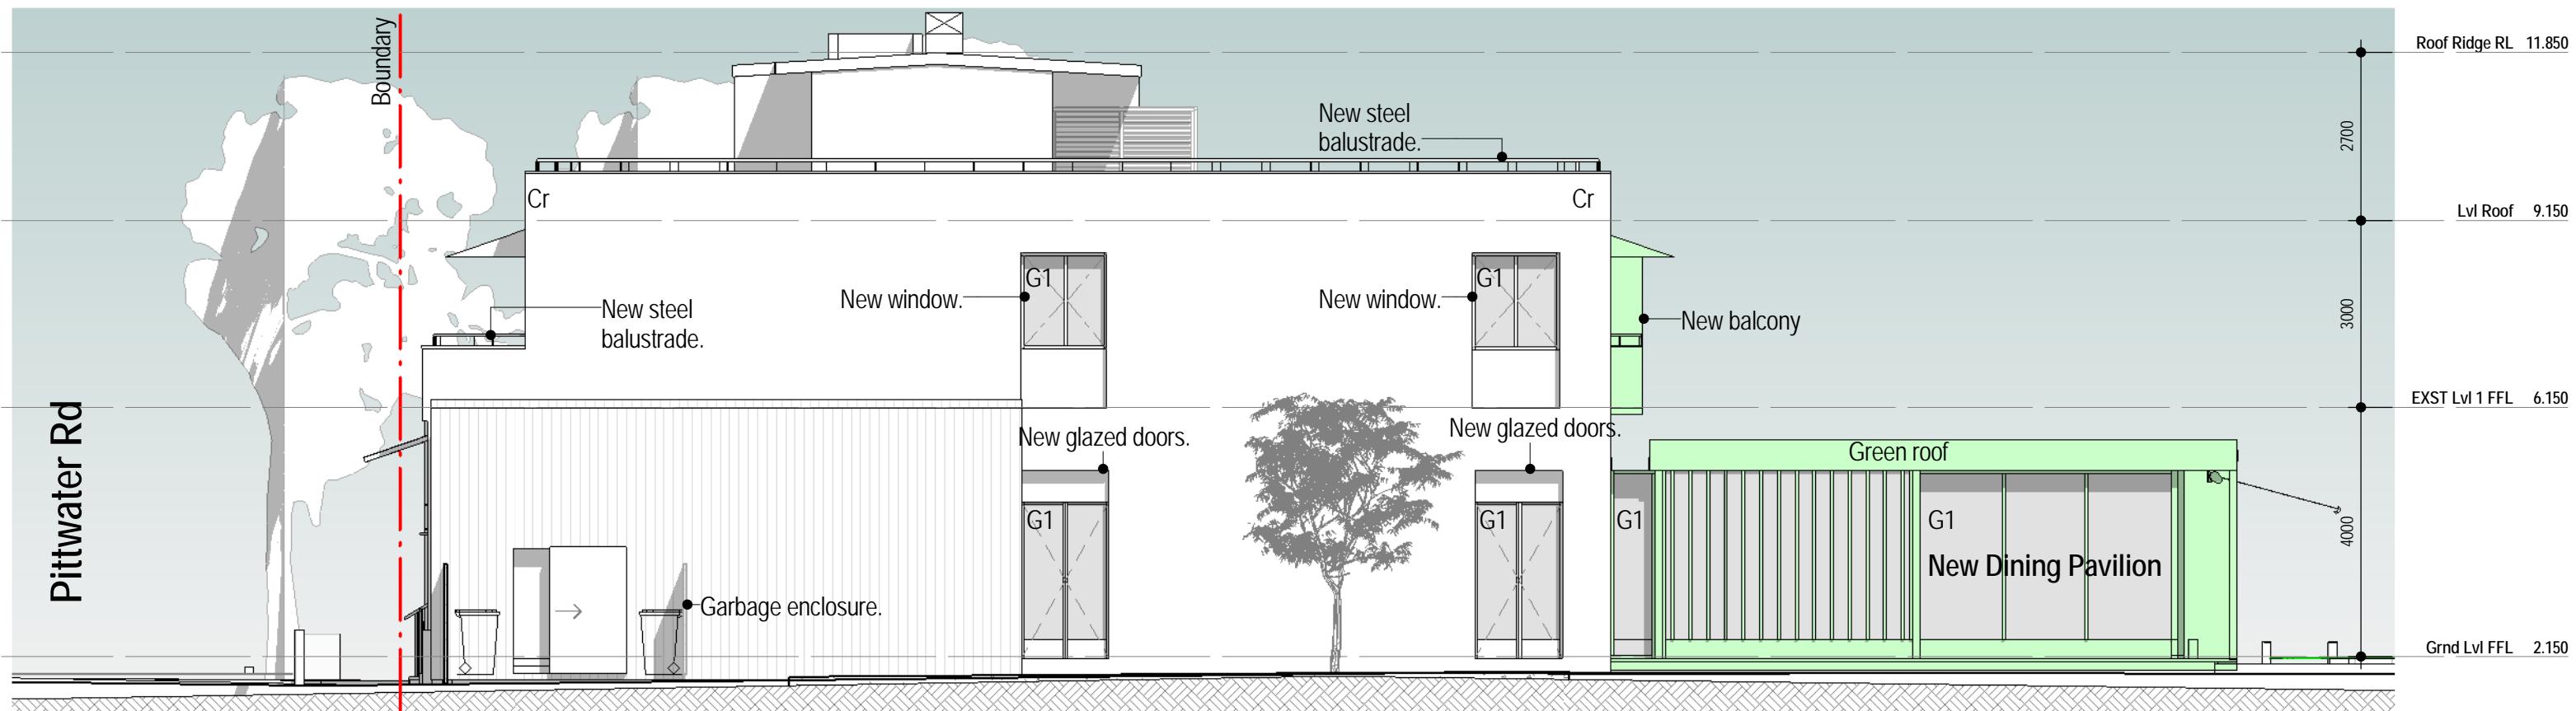 Boundary
Roof Ridge RL 11.850
New steel
balustrade.
2700
Cr
Cr
Lvl Roof 9.150
G1
G1
New window.
New window.
New steel
balustrade.
New balcony
3000
EXST Lvl 1 FFL 6.150
Pittwater Rd
New glazed doors.
New glazed doors.
Green roof
G1
G1
G1
G1
4000
New Dining Pavilion
Garbage enclosure.
Grnd Lvl FFL 2.150